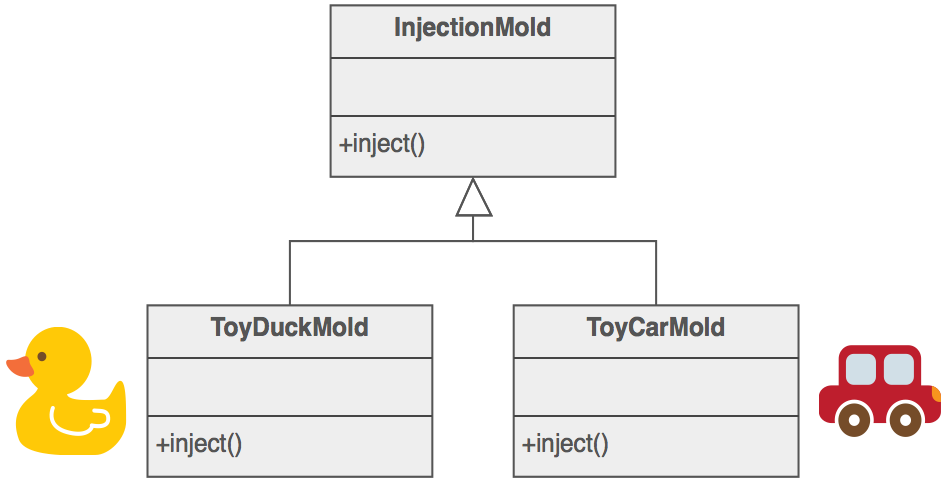 InjectionMold
+inject()
ToyDuckMold
+inject()
ToyCarMold
+inject()